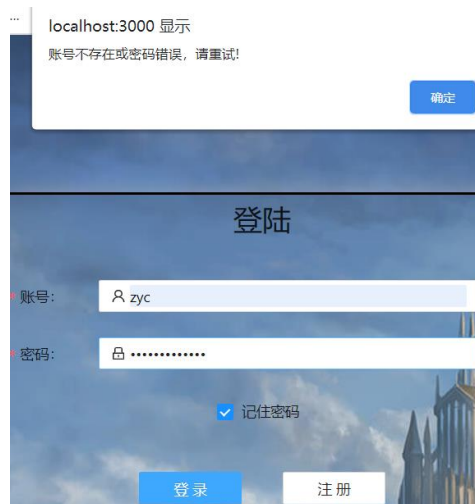 ...
localhost:3000 显示
账号不存在或密码错误，请重试!
确定
登陆
* 账号: zyc
* 密码: •••••••••••••
记住密码
登 录 注 册